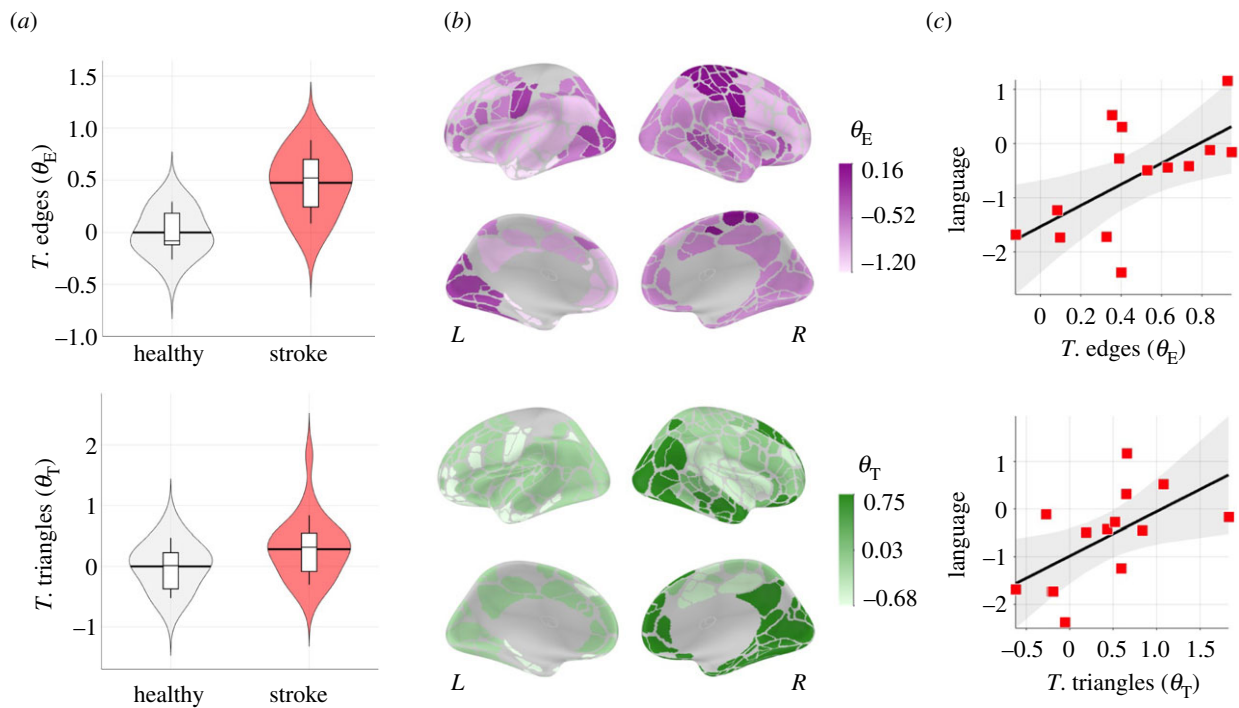 (a)
T. edges (θE)
1.5
1.0
0.5
0
−0.5
−1.0
healthy stroke
T. triangles (θT)
2
1
0
−1
healthy stroke
(b)
L R
θE
0.16
−0.52
−1.20
L R
θT
0.75
0.03
−0.68
(c)
language
1
0
−1
−2
0 0.2 0.4 0.6 0.8
T. edges (θE)
language
1
0
−1
−2
−0.5 0 0.5 1.0 1.5
T. triangles (θT)